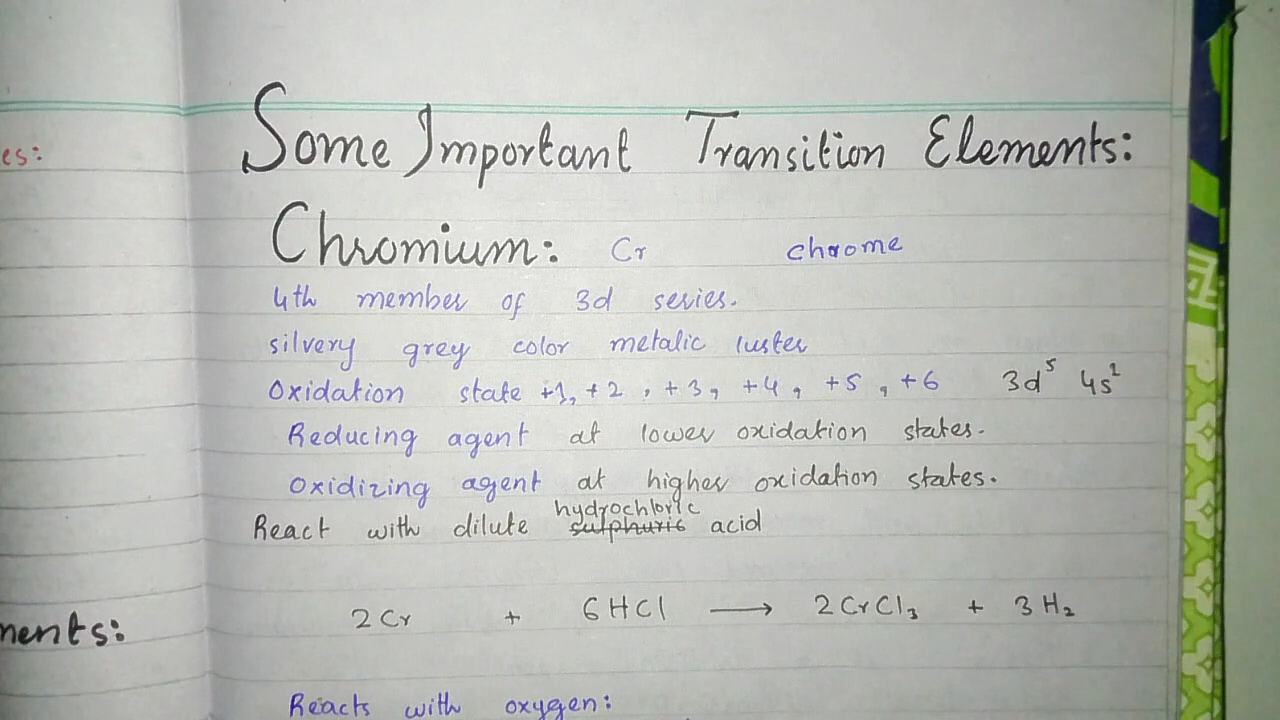 es:
Some Important Transition Elements:
Chromium: Cr chrome
4th member of 3d series.
silvery grey color metalic luster
Oxidation state +1, +2, +3, +4, +5, +6 3d⁵ 4s¹
Reducing agent at lower oxidation states.
Oxidizing agent at higher oxidation states.
hydrochloric
React with dilute sulphuric acid
2Cr + 6HCl ⟶ 2CrCl₃ + 3H₂
ments:
Reacts with oxygen: